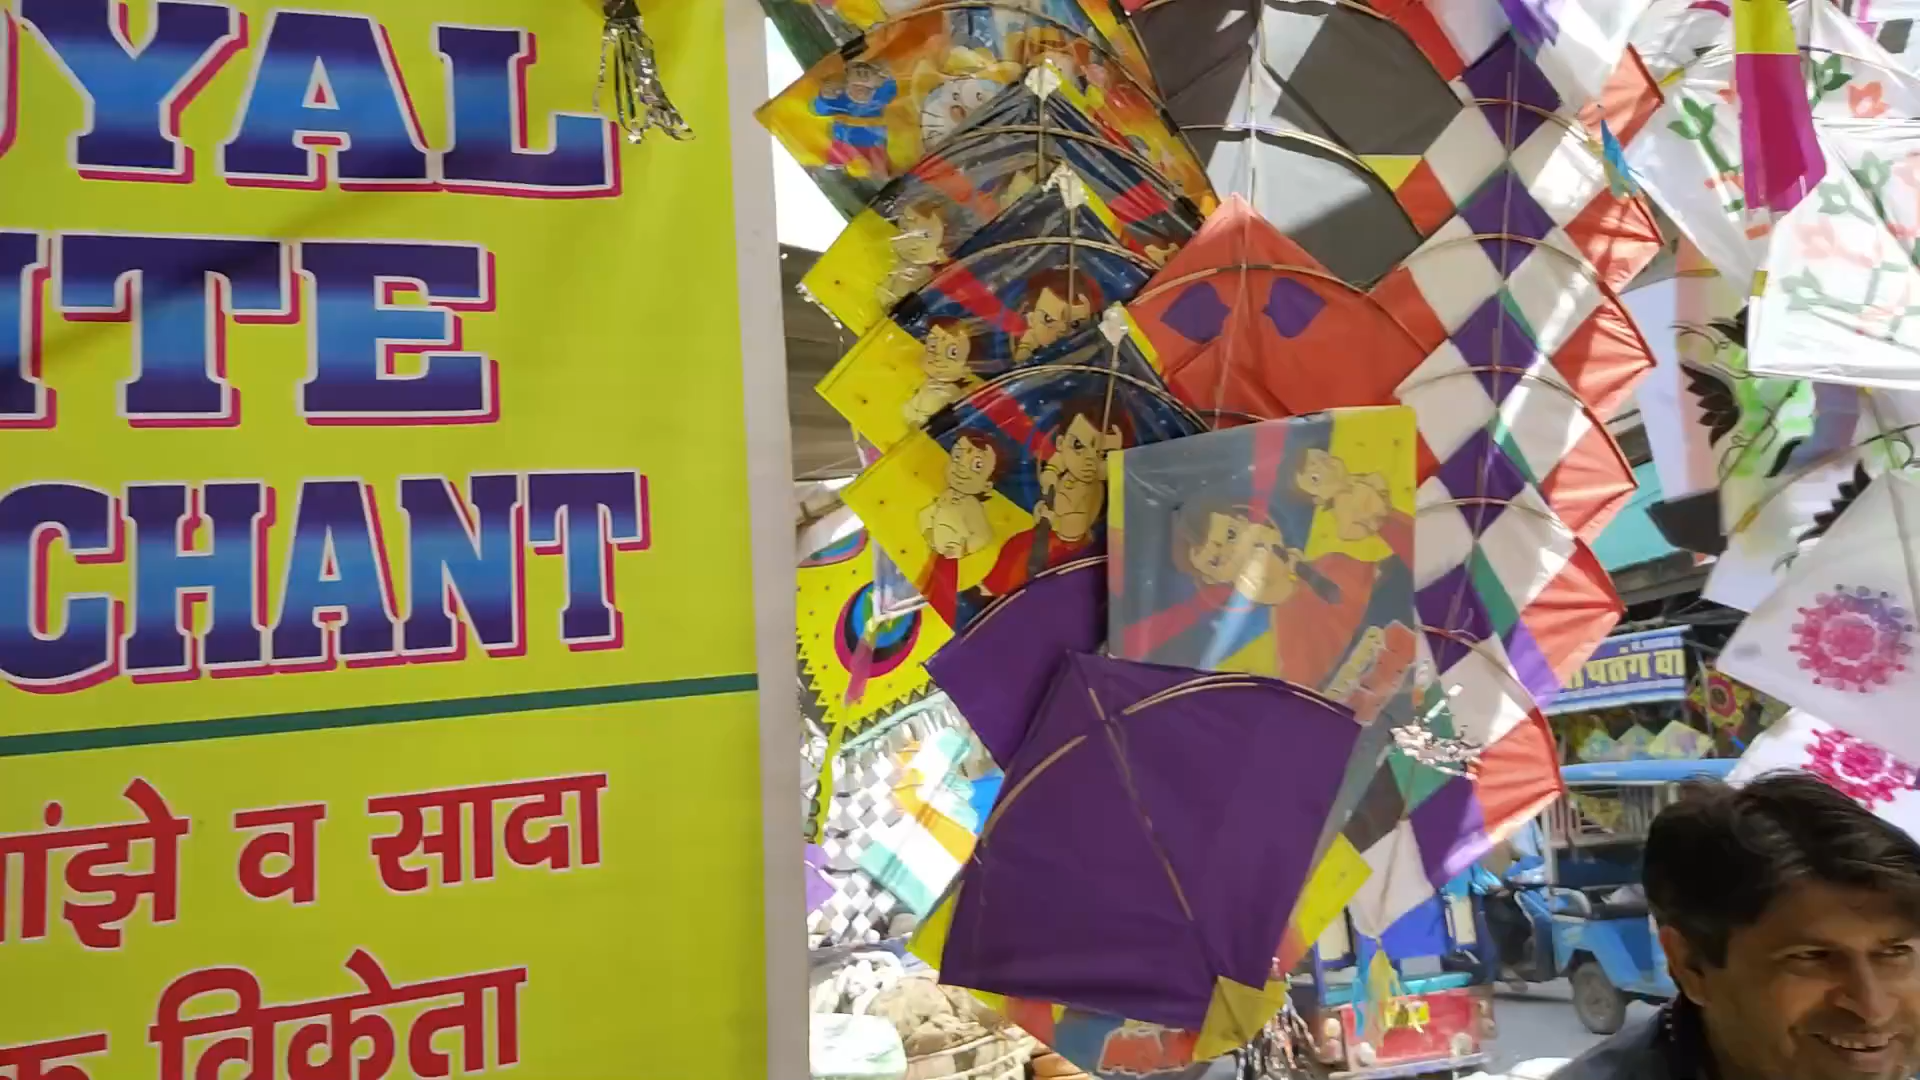 YAL
ITE
CHANT
मांझे व सादा
विक्रेता
पतंग वा